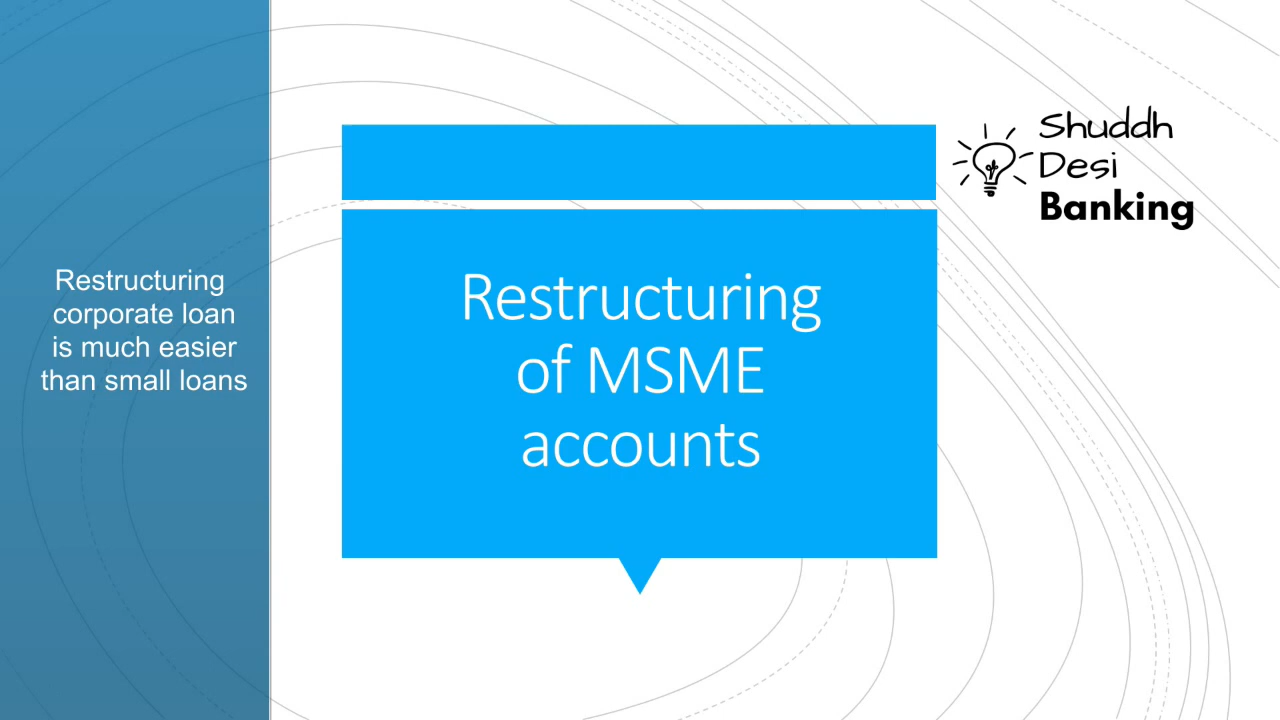 Restructuring
corporate loan
is much easier
than small loans
Restructuring
of MSME
accounts
Shuddh
Desi
Banking